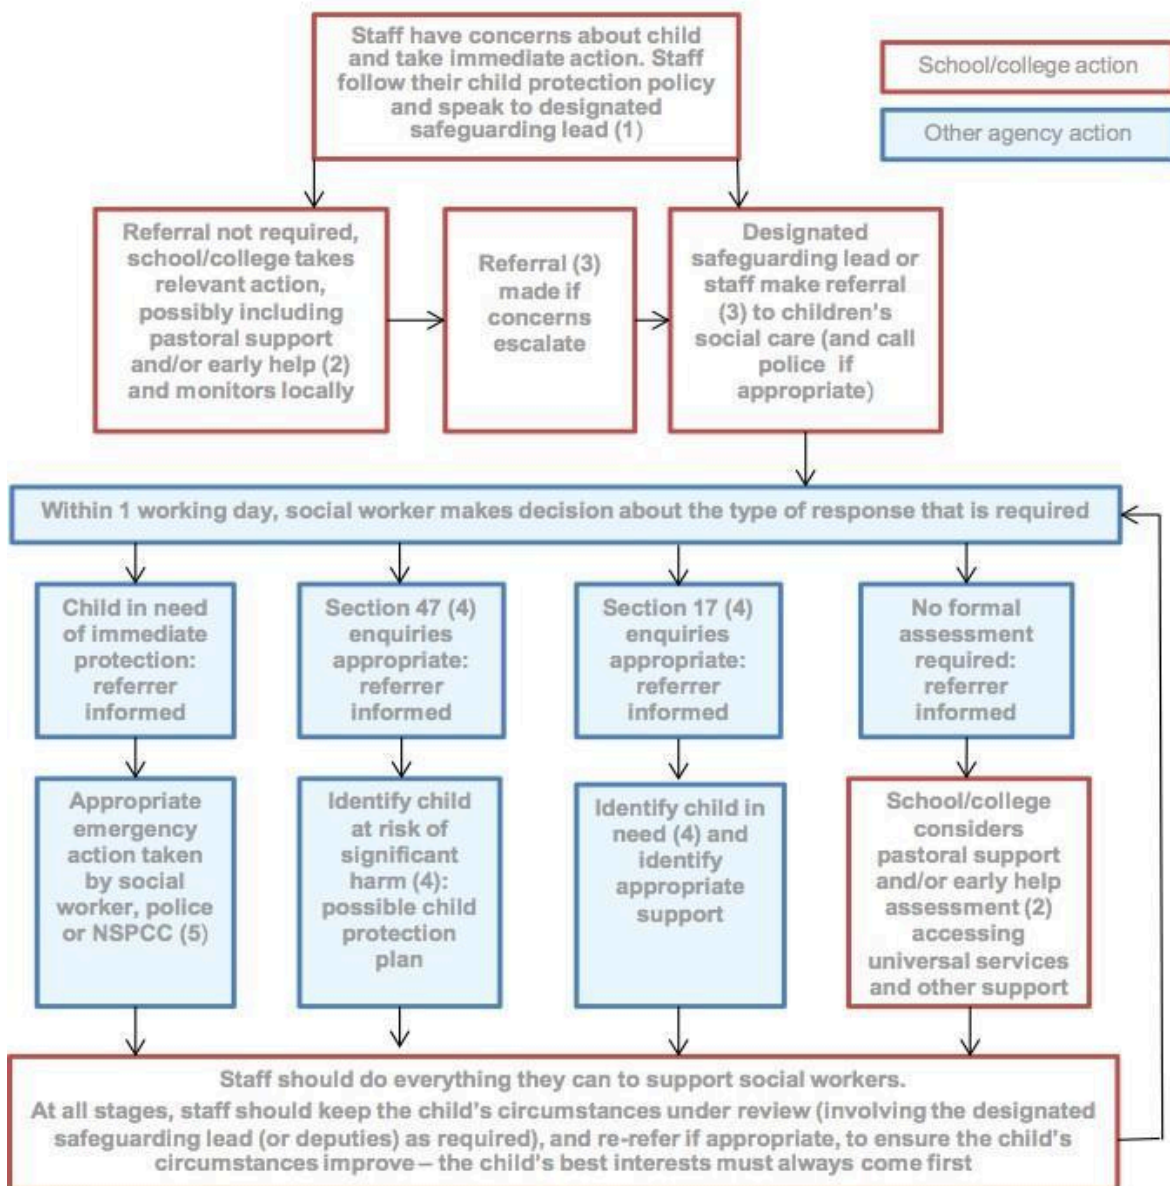 Staff have concerns about child
and take immediate action. Staff
follow their child protection policy
and speak to designated
safeguarding lead (1)
School/college action
Other agency action
Referral not required,
school/college takes
relevant action,
possibly including
pastoral support
and/or early help (2)
and monitors locally
Referral (3)
made if
concerns
escalate
Designated
safeguarding lead or
staff make referral
(3) to children's
social care (and call
police if
appropriate)
Within 1 working day, social worker makes decision about the type of response that is required
Child in need
of immediate
protection:
referrer
informed
Section 47 (4)
enquiries
appropriate:
referrer
informed
Section 17 (4)
enquiries
appropriate:
referrer
informed
No formal
assessment
required:
referrer
informed
Appropriate
emergency
action taken
by social
worker, police
or NSPCC (5)
Identify child
at risk of
significant
harm (4):
possible child
protection
plan
Identify child in
need (4) and
identify
appropriate
support
School/college
considers
pastoral support
and/or early help
assessment (2)
accessing
universal services
and other support
Staff should do everything they can to support social workers.
At all stages, staff should keep the child's circumstances under review (involving the designated
safeguarding lead (or deputies) as required), and re-refer if appropriate, to ensure the child's
circumstances improve – the child's best interests must always come first